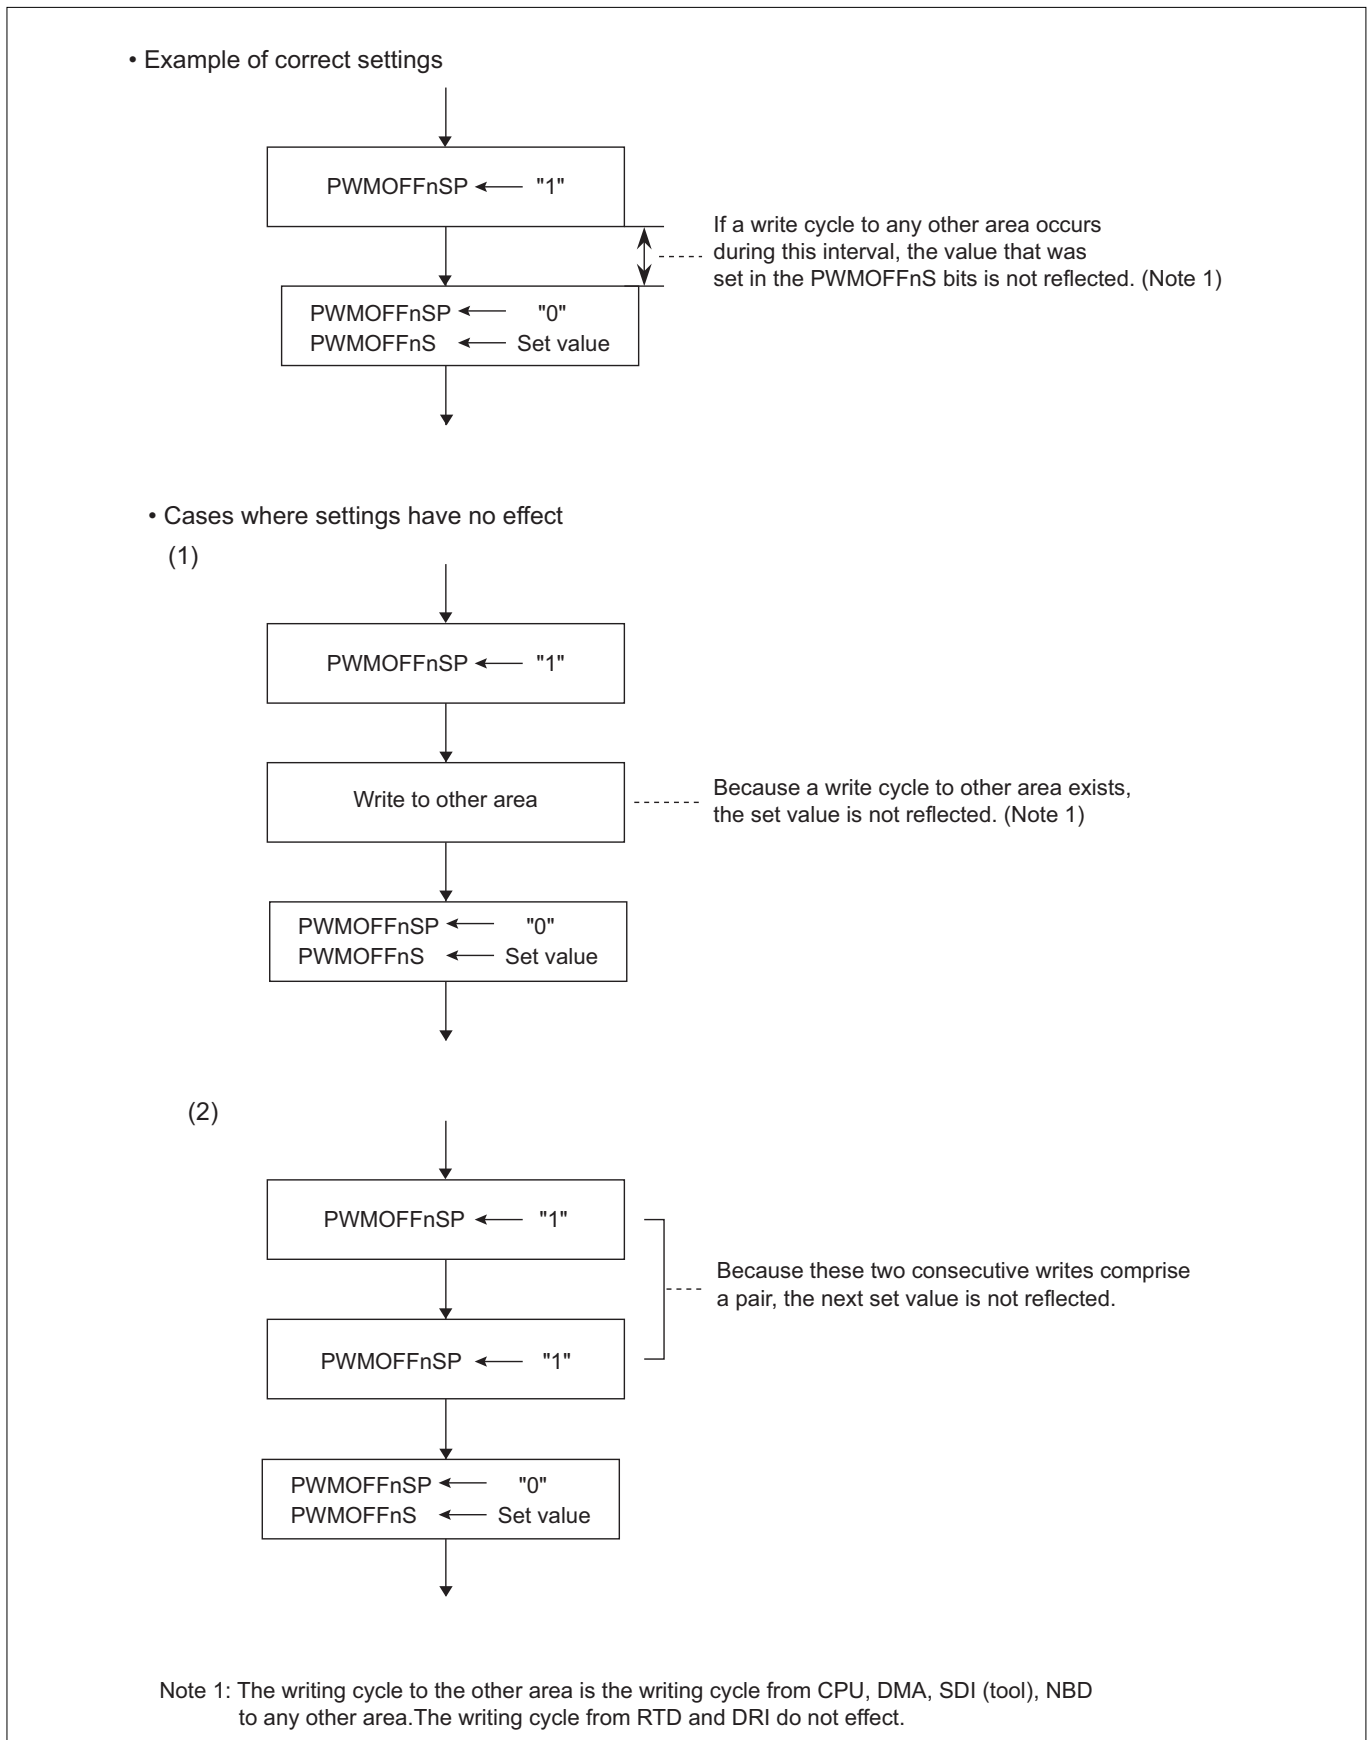 • Example of correct settings
PWMOFFnSP ← "1"
If a write cycle to any other area occurs
during this interval, the value that was
set in the PWMOFFnS bits is not reflected. (Note 1)
PWMOFFnSP ← "0"
PWMOFFnS ← Set value
• Cases where settings have no effect
(1)
PWMOFFnSP ← "1"
Write to other area
Because a write cycle to other area exists,
the set value is not reflected. (Note 1)
PWMOFFnSP ← "0"
PWMOFFnS ← Set value
(2)
PWMOFFnSP ← "1"
Because these two consecutive writes comprise
a pair, the next set value is not reflected.
PWMOFFnSP ← "1"
PWMOFFnSP ← "0"
PWMOFFnS ← Set value
Note 1: The writing cycle to the other area is the writing cycle from CPU, DMA, SDI (tool), NBD
to any other area.The writing cycle from RTD and DRI do not effect.